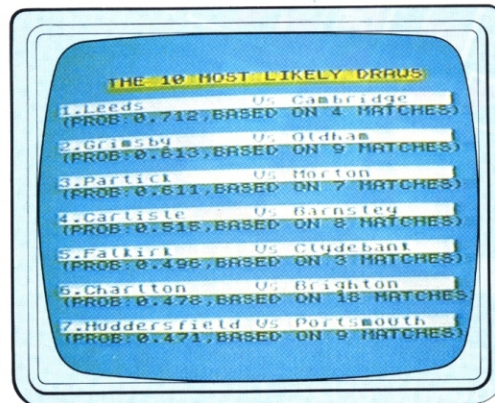 THE 10 MOST LIKELY DRAWS
1.Leeds Vs Cambridge
(PROB:0.712,BASED ON 4 MATCHES)
2.Grimsby Vs Oldham
(PROB:0.613,BASED ON 9 MATCHES)
3.Partick Vs Morton
(PROB:0.611,BASED ON 7 MATCHES)
4.Carlisle Vs Barnsley
(PROB:0.515,BASED ON 8 MATCHES)
5.Falkirk Vs Clydebank
(PROB:0.496,BASED ON 3 MATCHES)
6.Charlton Vs Brighton
(PROB:0.478,BASED ON 18 MATCHES)
7.Huddersfield Vs Portsmouth
(PROB:0.471,BASED ON 9 MATCHES)